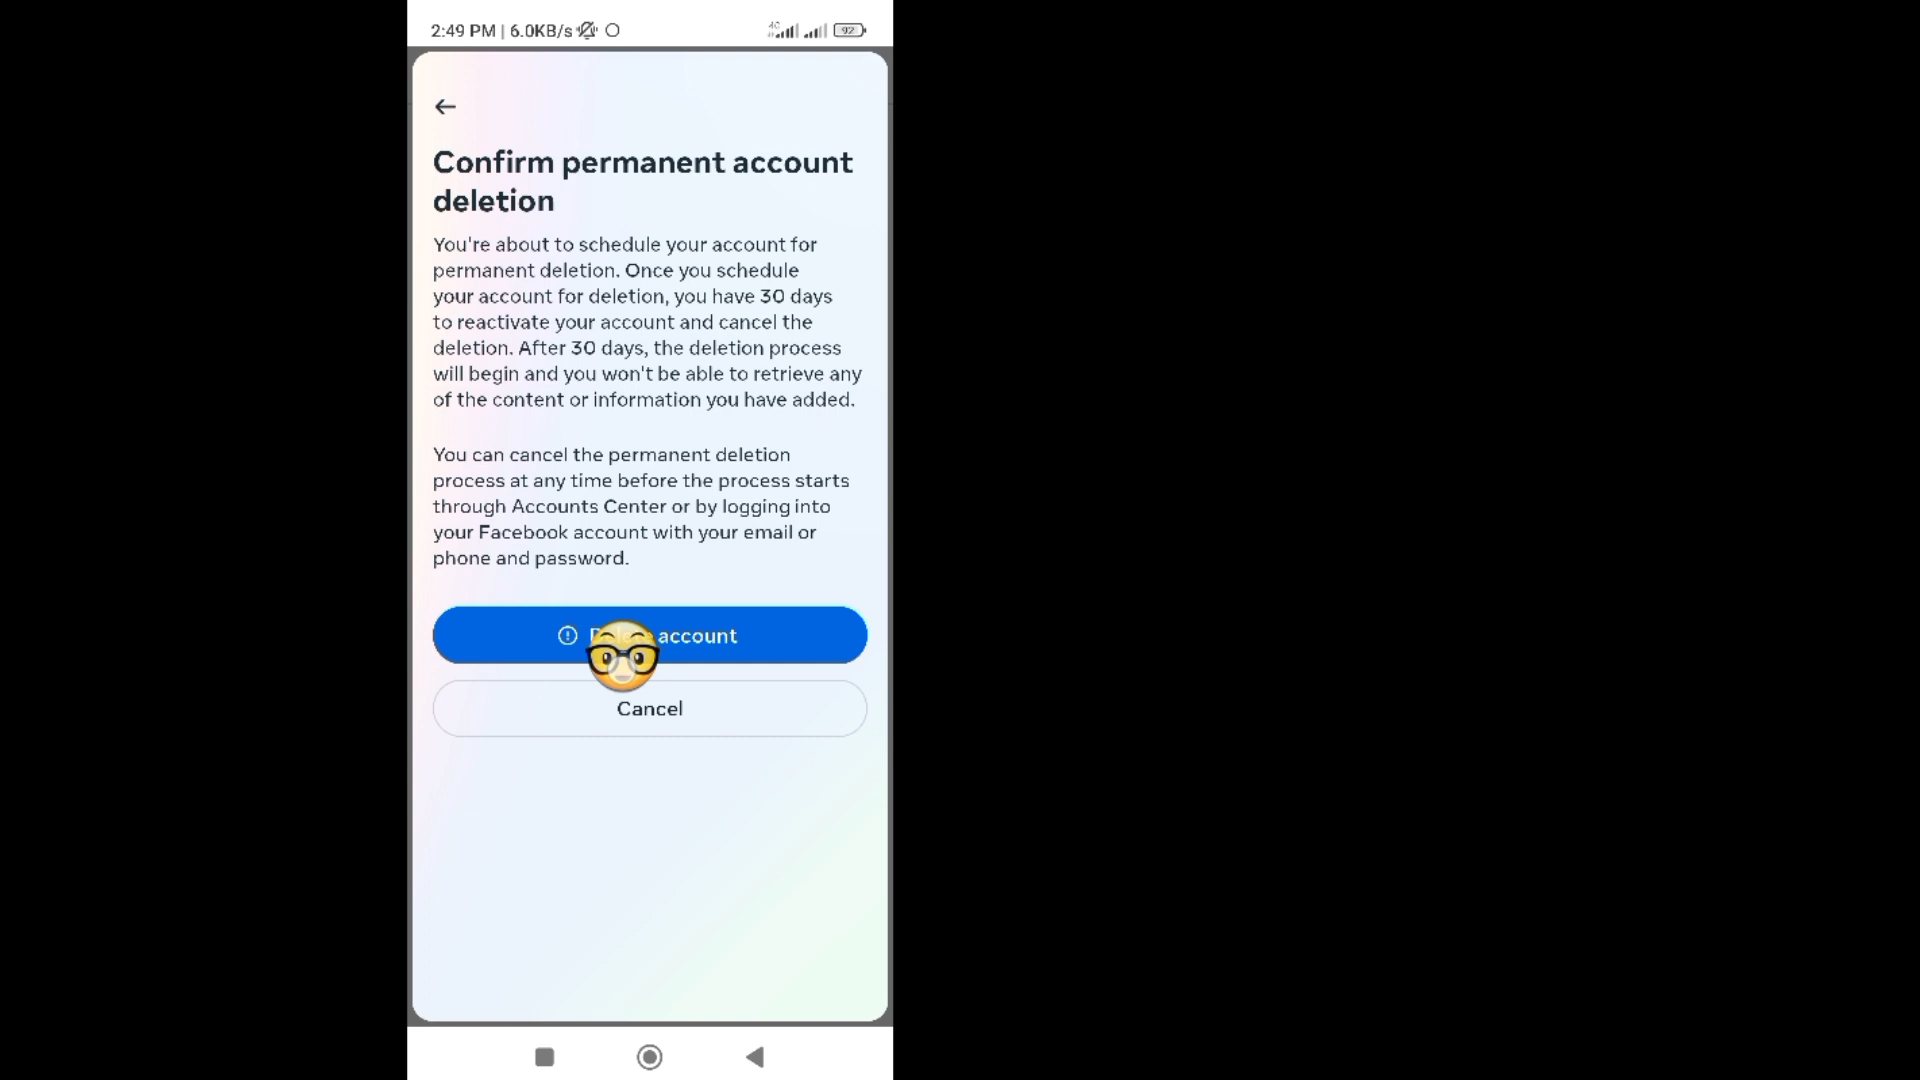 2:49 PM | 6.0KB/s
4G
92
Confirm permanent account
deletion
You're about to schedule your account for
permanent deletion. Once you schedule
your account for deletion, you have 30 days
to reactivate your account and cancel the
deletion. After 30 days, the deletion process
will begin and you won't be able to retrieve any
of the content or information you have added.
You can cancel the permanent deletion
process at any time before the process starts
through Accounts Center or by logging into
your Facebook account with your email or
phone and password.
account
Cancel